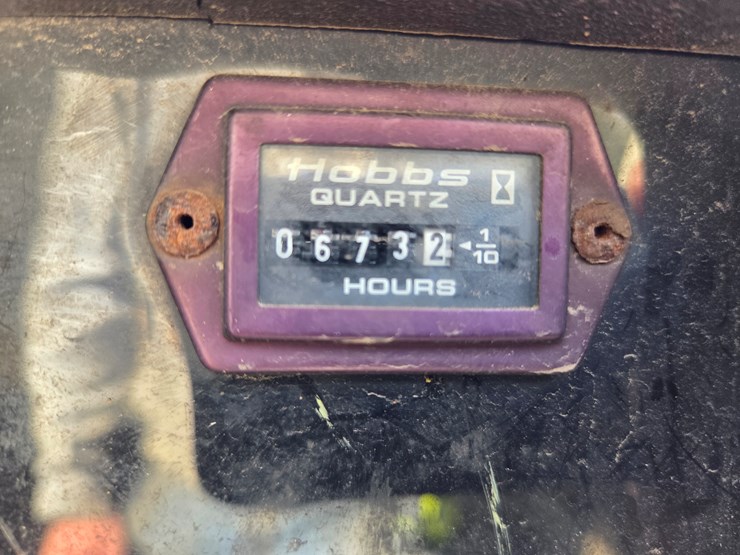 Hobbs
QUARTZ
0 6 7 3 2 ◄ 1/10
HOURS